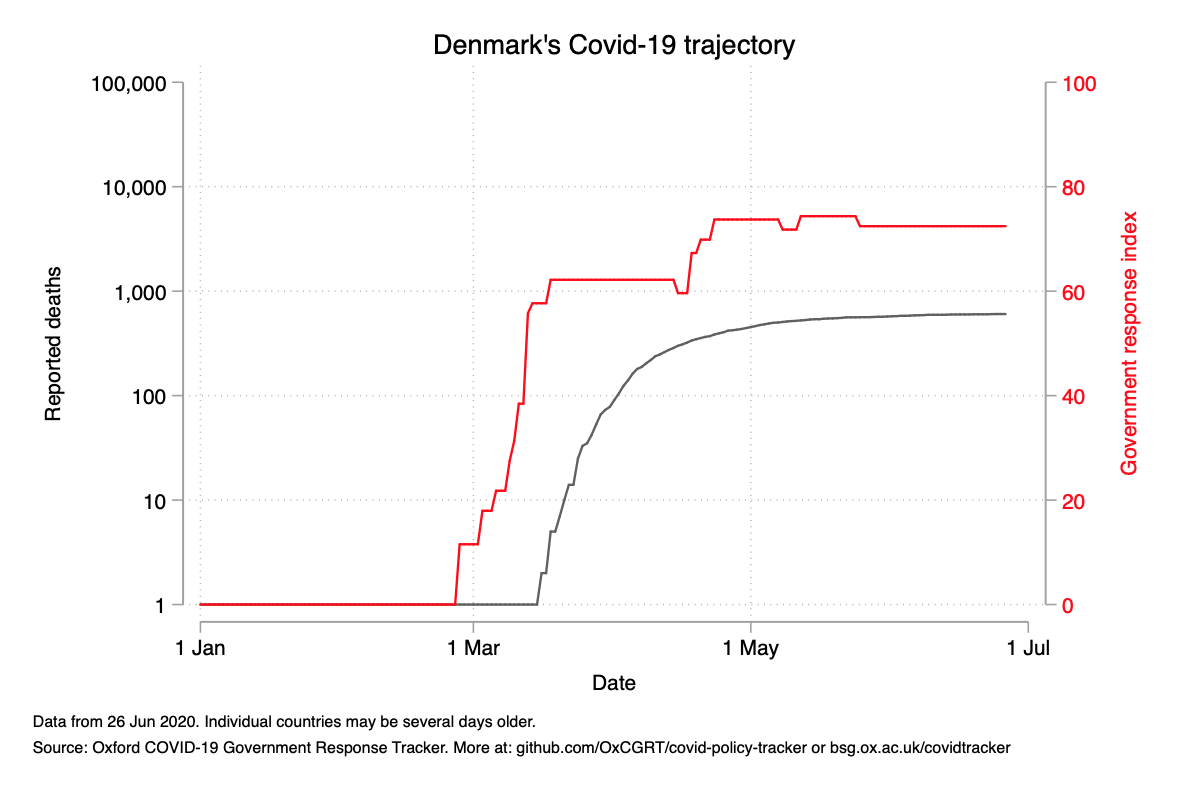 Denmark's Covid-19 trajectory
100,000
10,000
1,000
100
10
1
Reported deaths
100
80
60
40
20
0
Government response index
1 Jan
1 Mar
1 May
1 Jul
Date
Data from 26 Jun 2020. Individual countries may be several days older.
Source: Oxford COVID-19 Government Response Tracker. More at: github.com/OxCGRT/covid-policy-tracker or bsg.ox.ac.uk/covidtracker